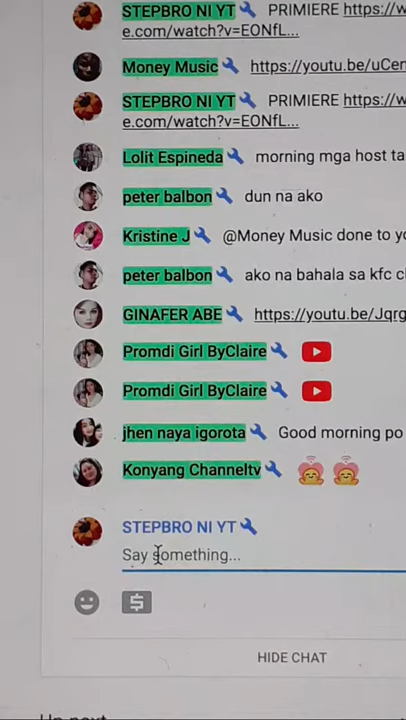 STEPBRO NI YT PRIMIERE https://w
e.com/watch?v=EONfL...
Money Music https://youtu.be/uCer
STEPBRO NI YT PRIMIERE https://w
e.com/watch?v=EONfL...
Lolit Espineda morning mga host ta
peter balbon dun na ako
Kristine J @Money Music done to yo
peter balbon ako na bahala sa kfc c
GINAFER ABE https://youtu.be/Jqrg
Promdi Girl ByClaire
Promdi Girl ByClaire
jhen naya igorota Good morning po
Konyang Channeltv
STEPBRO NI YT
Say something...
HIDE CHAT
Up next